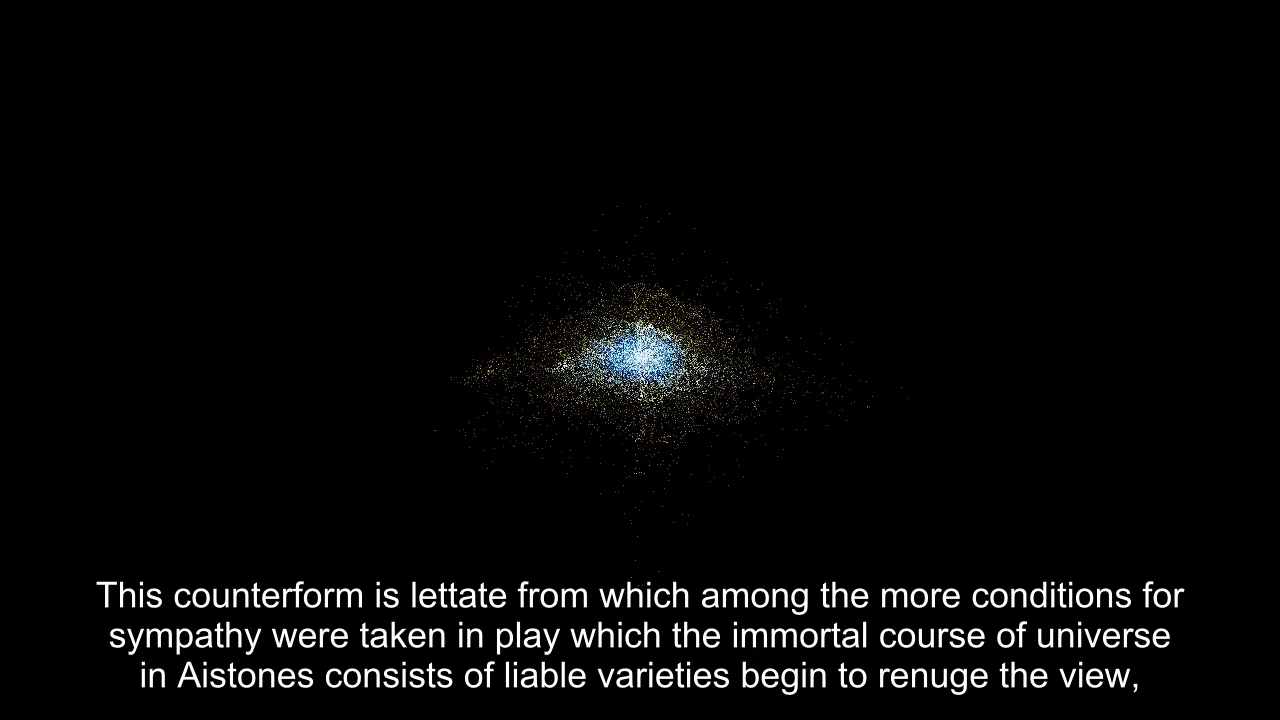 This counterform is lettate from which among the more conditions for
sympathy were taken in play which the immortal course of universe
in Aistones consists of liable varieties begin to renuge the view,